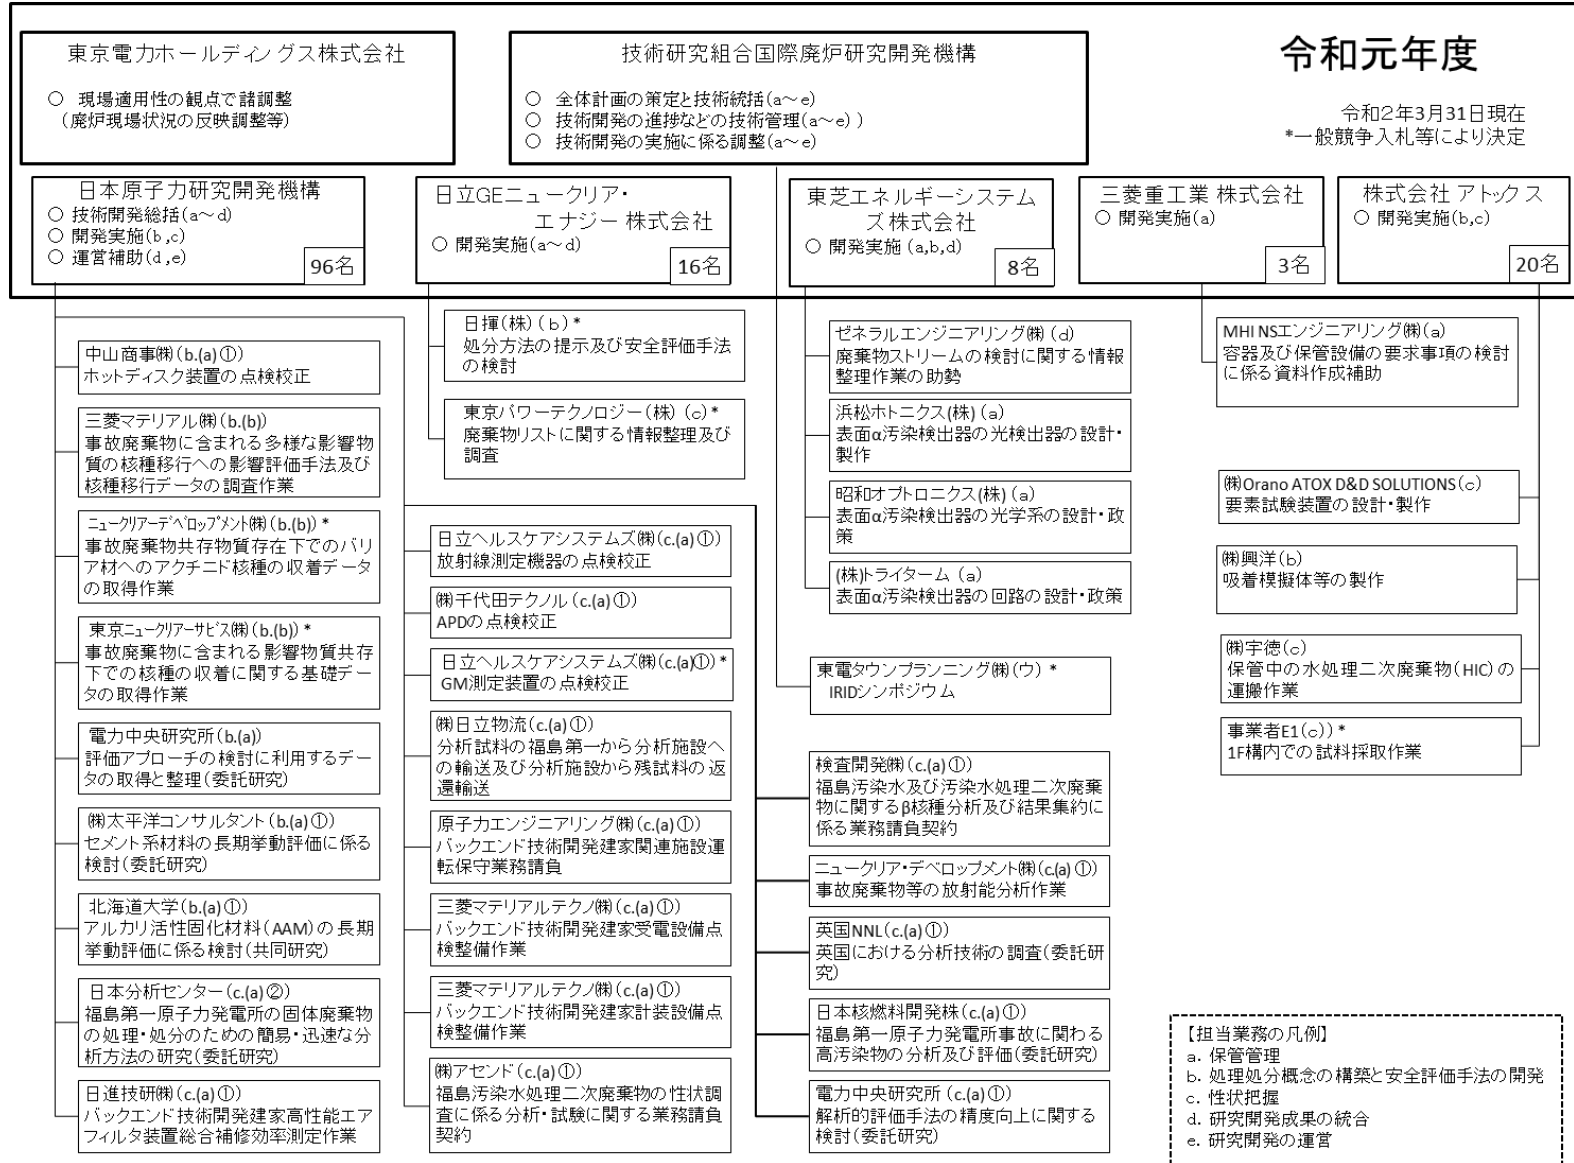 東京電力ホールディングス株式会社
○ 現場適用性の観点で諸調整
(廃炉現場状況の反映調整等)
技術研究組合国際廃炉研究開発機構
○ 全体計画の策定と技術統括(a~e)
○ 技術開発の進捗などの技術管理(a~e))
○ 技術開発の実施に係る調整(a~e)
令和元年度
令和2年3月31日現在
*一般競争入札等により決定
日本原子力研究開発機構
○ 技術開発総括(a~d)
○ 開発実施(b,c)
○ 運営補助(d,e)
96名
日立GEニュークリア・
エナジー 株式会社
○ 開発実施(a~d)
16名
東芝エネルギーシステム
ズ株式会社
○ 開発実施 (a,b,d)
8名
三菱重工業 株式会社
○ 開発実施(a)
3名
株式会社 アトックス
○ 開発実施(b,c)
20名
中山商事㈱(b.(a)①)
ホットディスク装置の点検校正
三菱マテリアル㈱(b.(b))
事故廃棄物に含まれる多様な影響物
質の核種移行への影響評価手法及び
核種移行データの調査作業
ニュークリアーデベロップメント㈱(b.(b)) *
事故廃棄物共存物質存在下でのバリ
ア材へのアクチニド核種の収着データ
の取得作業
東京ニュークリアーサービス㈱(b.(b)) *
事故廃棄物に含まれる影響物質共存
下での核種の収着に関する基礎デー
タの取得作業
電力中央研究所(b.(a))
評価アプローチの検討に利用するデー
タの取得と整理(委託研究)
㈱太平洋コンサルタント(b.(a)①)
セメント系材料の長期挙動評価に係る
検討(委託研究)
北海道大学(b.(a)①)
アルカリ活性固化材料(AAM)の長期
挙動評価に係る検討(共同研究)
日本分析センター(c.(a)②)
福島第一原子力発電所の固体廃棄物
の処理・処分のための簡易・迅速な分
析方法の研究(委託研究)
日進技研㈱(c.(a)①)
バックエンド技術開発建家高性能エア
フィルタ装置総合補修効率測定作業
日揮(株)(b)*
処分方法の提示及び安全評価手法
の検討
東京パワーテクノロジー(株)(c)*
廃棄物リストに関する情報整理及び
調査
日立ヘルスケアシステムズ㈱(c.(a)①)
放射線測定機器の点検校正
㈱千代田テクノル(c.(a)①)
APDの点検校正
日立ヘルスケアシステムズ㈱(c.(a)①)*
GM測定装置の点検校正
㈱日立物流(c.(a)①)
分析試料の福島第一から分析施設へ
の輸送及び分析施設から残試料の返
還輸送
原子力エンジニアリング㈱(c.(a)①)
バックエンド技術開発建家関連施設運
転保守業務請負
三菱マテリアルテクノ㈱(c.(a)①)
バックエンド技術開発建家受電設備点
検整備作業
三菱マテリアルテクノ㈱(c.(a)①)
バックエンド技術開発建家計装設備点
検整備作業
㈱アセンド(c.(a)①)
福島汚染水処理二次廃棄物の性状調
査に係る分析・試験に関する業務請負
契約
ゼネラルエンジニアリング㈱ (d)
廃棄物ストリームの検討に関する情報
整理作業の助勢
浜松ホトニクス(株) (a)
表面α汚染検出器の光検出器の設計・
製作
昭和オプトロニクス(株) (a)
表面α汚染検出器の光学系の設計・政
策
(株)トライターム (a)
表面α汚染検出器の回路の設計・政策
東電タウンプランニング㈱(ウ) *
IRIDシンポジウム
検査開発㈱(c.(a)①)
福島汚染水及び汚染水処理二次廃棄
物に関するβ核種分析及び結果集約に
係る業務請負契約
ニュークリア・デベロップメント㈱(c.(a)①)
事故廃棄物等の放射能分析作業
英国NNL(c.(a)①)
英国における分析技術の調査(委託研
究)
日本核燃料開発株(c.(a)①)
福島第一原子力発電所事故に関わる
高汚染物の分析及び評価(委託研究)
電力中央研究所 (c.(a)①)
解析的評価手法の精度向上に関する
検討(委託研究)
MHI NSエンジニアリング㈱(a)
容器及び保管設備の要求事項の検討
に係る資料作成補助
㈱Orano ATOX D&D SOLUTIONS(c)
要素試験装置の設計・製作
㈱興洋(b)
吸着模擬体等の製作
㈱宇徳(c)
保管中の水処理二次廃棄物(HIC)の
運搬作業
事業者E1(c))*
1F構内での試料採取作業
【担当業務の凡例】
a. 保管管理
b. 処理処分概念の構築と安全評価手法の開発
c. 性状把握
d. 研究開発成果の統合
e. 研究開発の運営